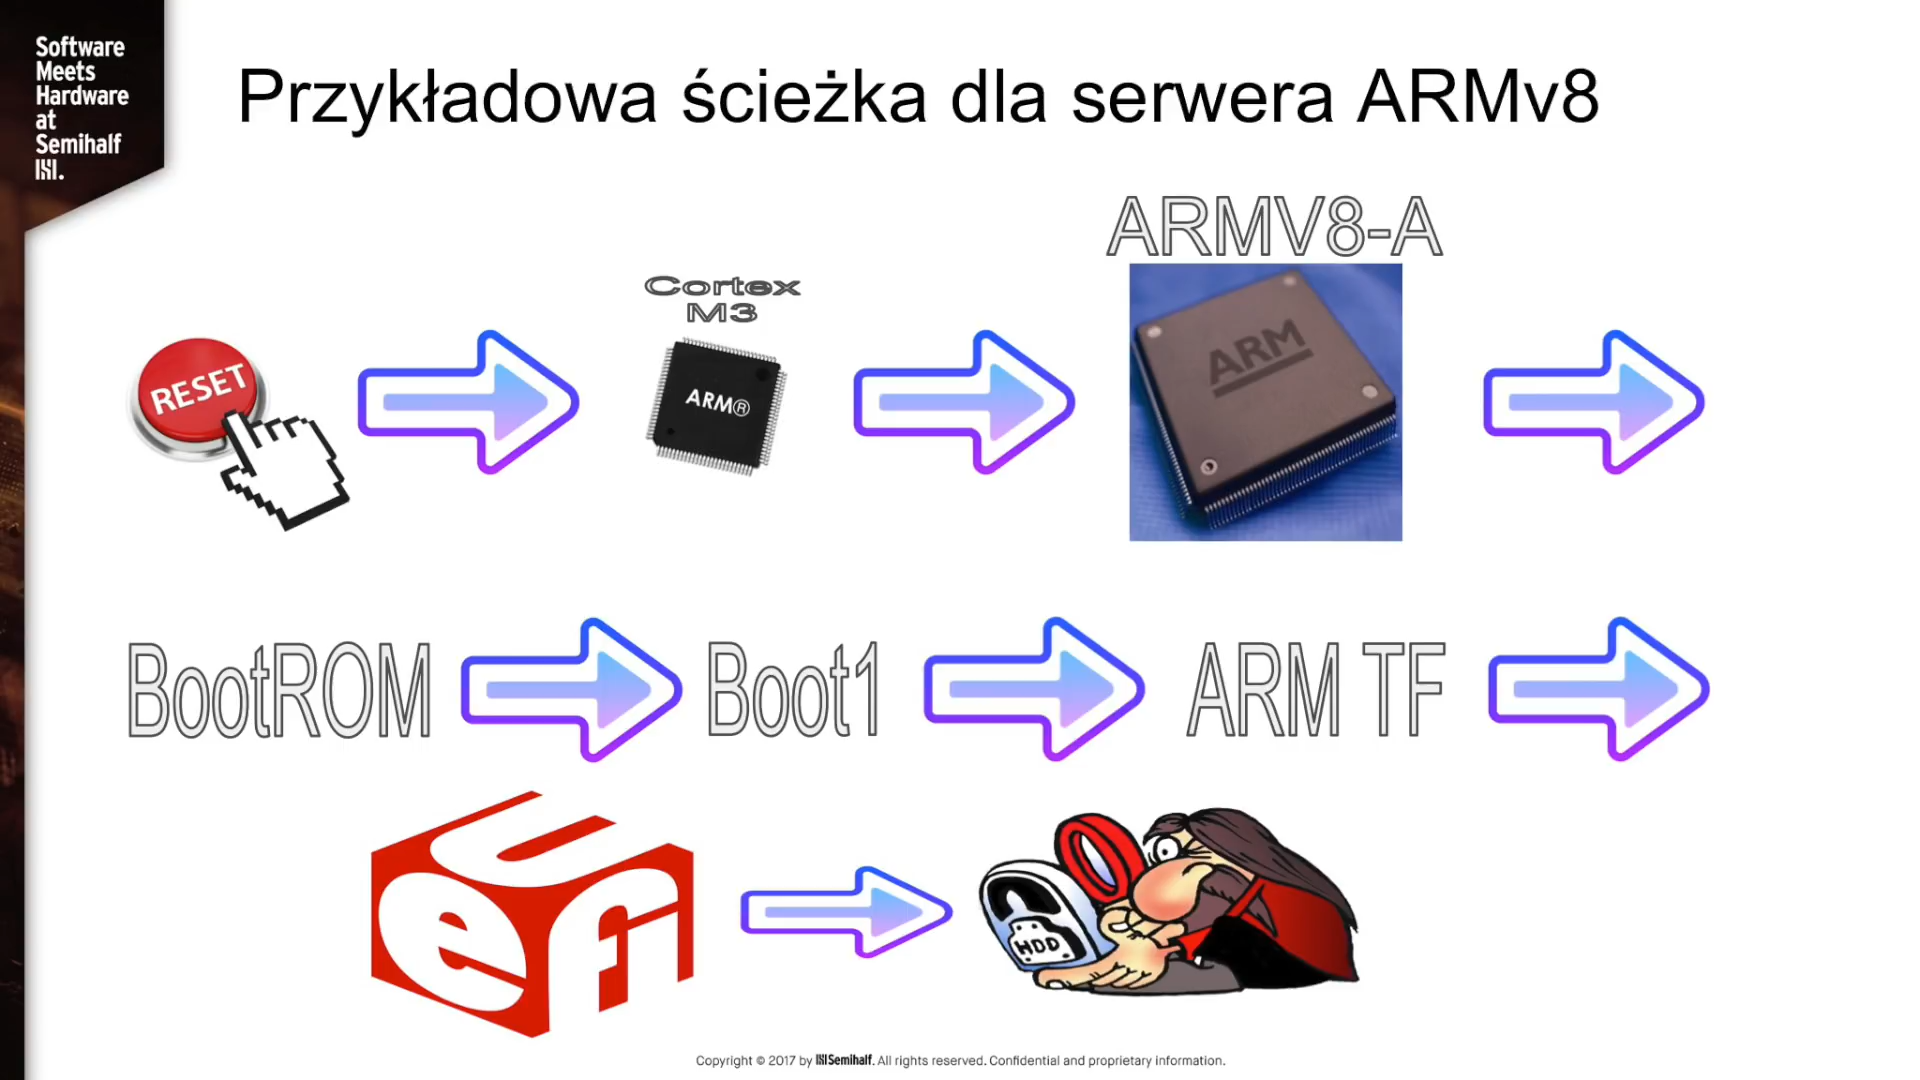 Software
Meets
Hardware
at
Semihalf
Przykładowa ścieżka dla serwera ARMv8
ARMV8-A
Cortex
M3
RESET
ARM®
ARM
BootROM
Boot1
ARM TF
uefi
HDD
Copyright © 2017 by Semihalf. All rights reserved. Confidential and proprietary information.